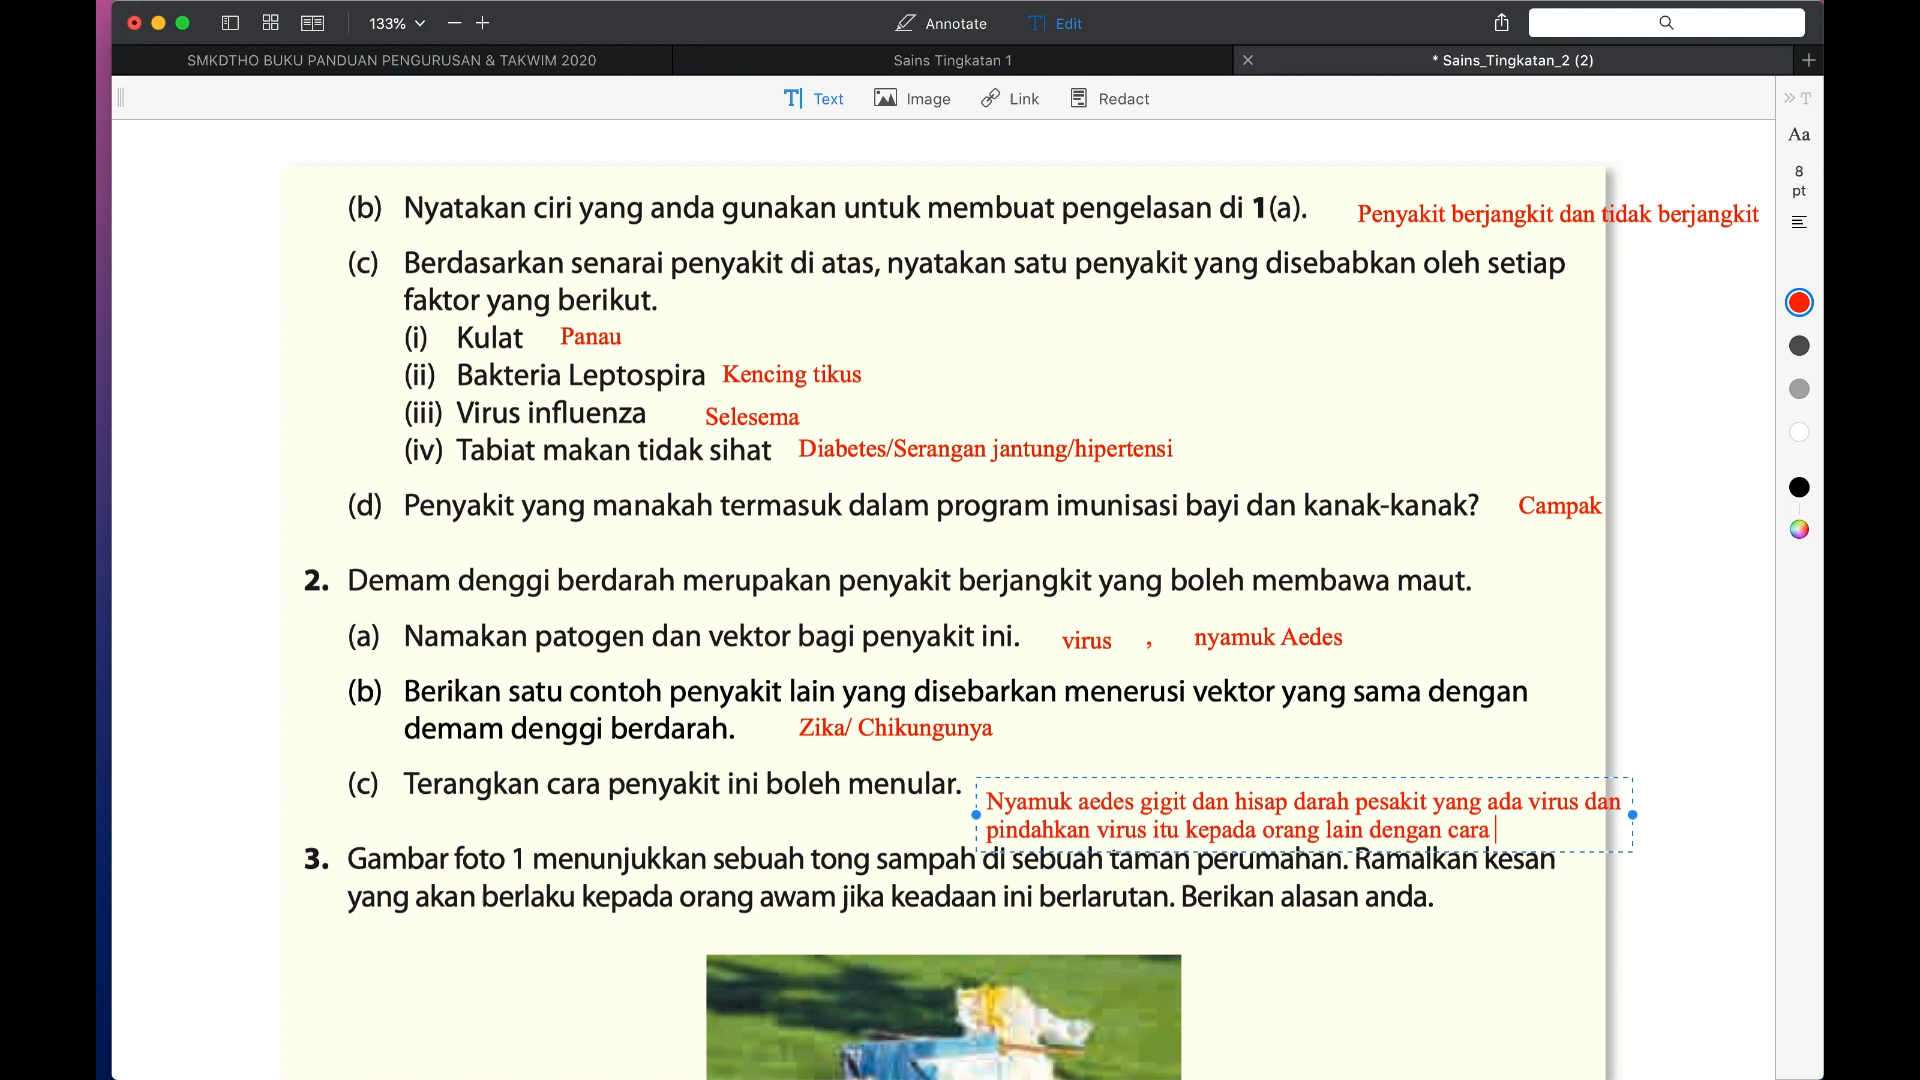 133%
Annotate
Edit
SMKDTHO BUKU PANDUAN PENGURUSAN & TAKWIM 2020
Sains Tingkatan 1
* Sains_Tingkatan_2 (2)
Text
Image
Link
Redact
T
Aa
8
pt
(b) Nyatakan ciri yang anda gunakan untuk membuat pengelasan di 1(a). Penyakit berjangkit dan tidak berjangkit
(c) Berdasarkan senarai penyakit di atas, nyatakan satu penyakit yang disebabkan oleh setiap
faktor yang berikut.
(i) Kulat Panau
(ii) Bakteria Leptospira Kencing tikus
(iii) Virus influenza Selesema
(iv) Tabiat makan tidak sihat Diabetes/Serangan jantung/hipertensi
(d) Penyakit yang manakah termasuk dalam program imunisasi bayi dan kanak-kanak? Campak
2. Demam denggi berdarah merupakan penyakit berjangkit yang boleh membawa maut.
(a) Namakan patogen dan vektor bagi penyakit ini. virus , nyamuk Aedes
(b) Berikan satu contoh penyakit lain yang disebarkan menerusi vektor yang sama dengan
demam denggi berdarah. Zika/ Chikungunya
(c) Terangkan cara penyakit ini boleh menular.
Nyamuk aedes gigit dan hisap darah pesakit yang ada virus dan
pindahkan virus itu kepada orang lain dengan cara
3. Gambar foto 1 menunjukkan sebuah tong sampah di sebuah taman perumahan. Ramalkan kesan
yang akan berlaku kepada orang awam jika keadaan ini berlarutan. Berikan alasan anda.